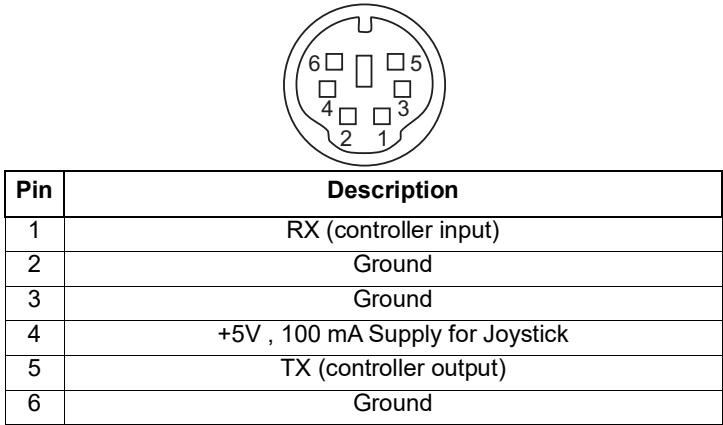 6 5
4 3
2 1
Pin Description
1 RX (controller input)
2 Ground
3 Ground
4 +5V , 100 mA Supply for Joystick
5 TX (controller output)
6 Ground